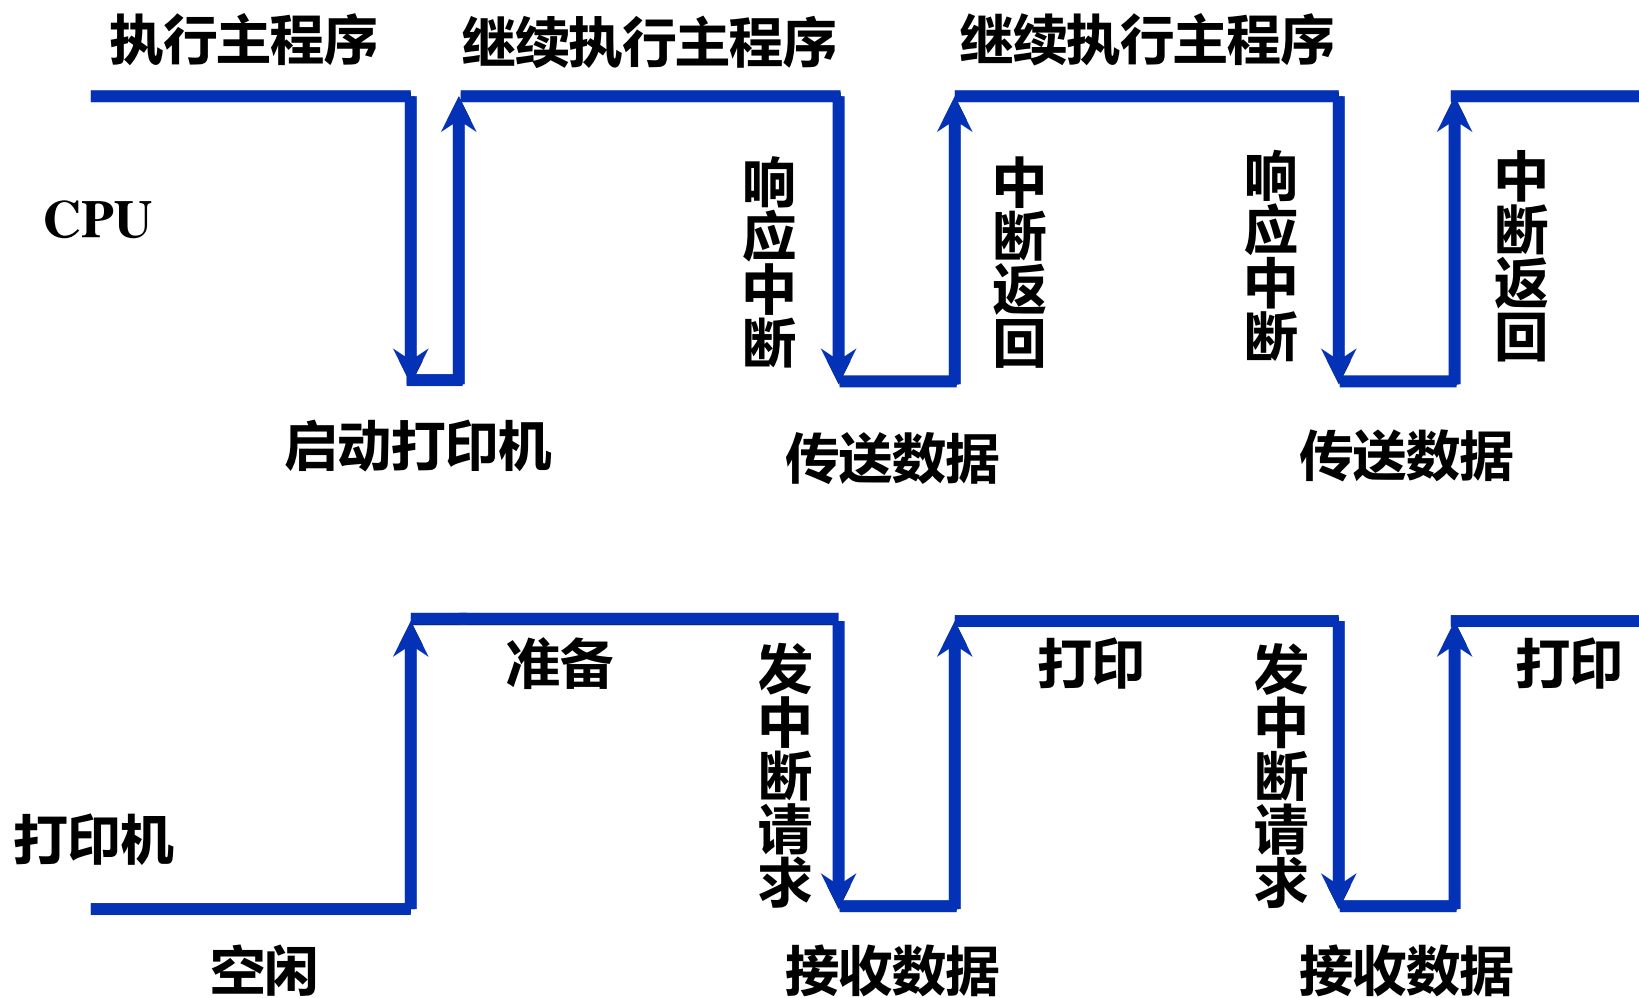 执行主程序
继续执行主程序
继续执行主程序
CPU
响应中断
中断返回
响应中断
中断返回
启动打印机
传送数据
传送数据
准备
发中断请求
打印
发中断请求
打印
打印机
空闲
接收数据
接收数据